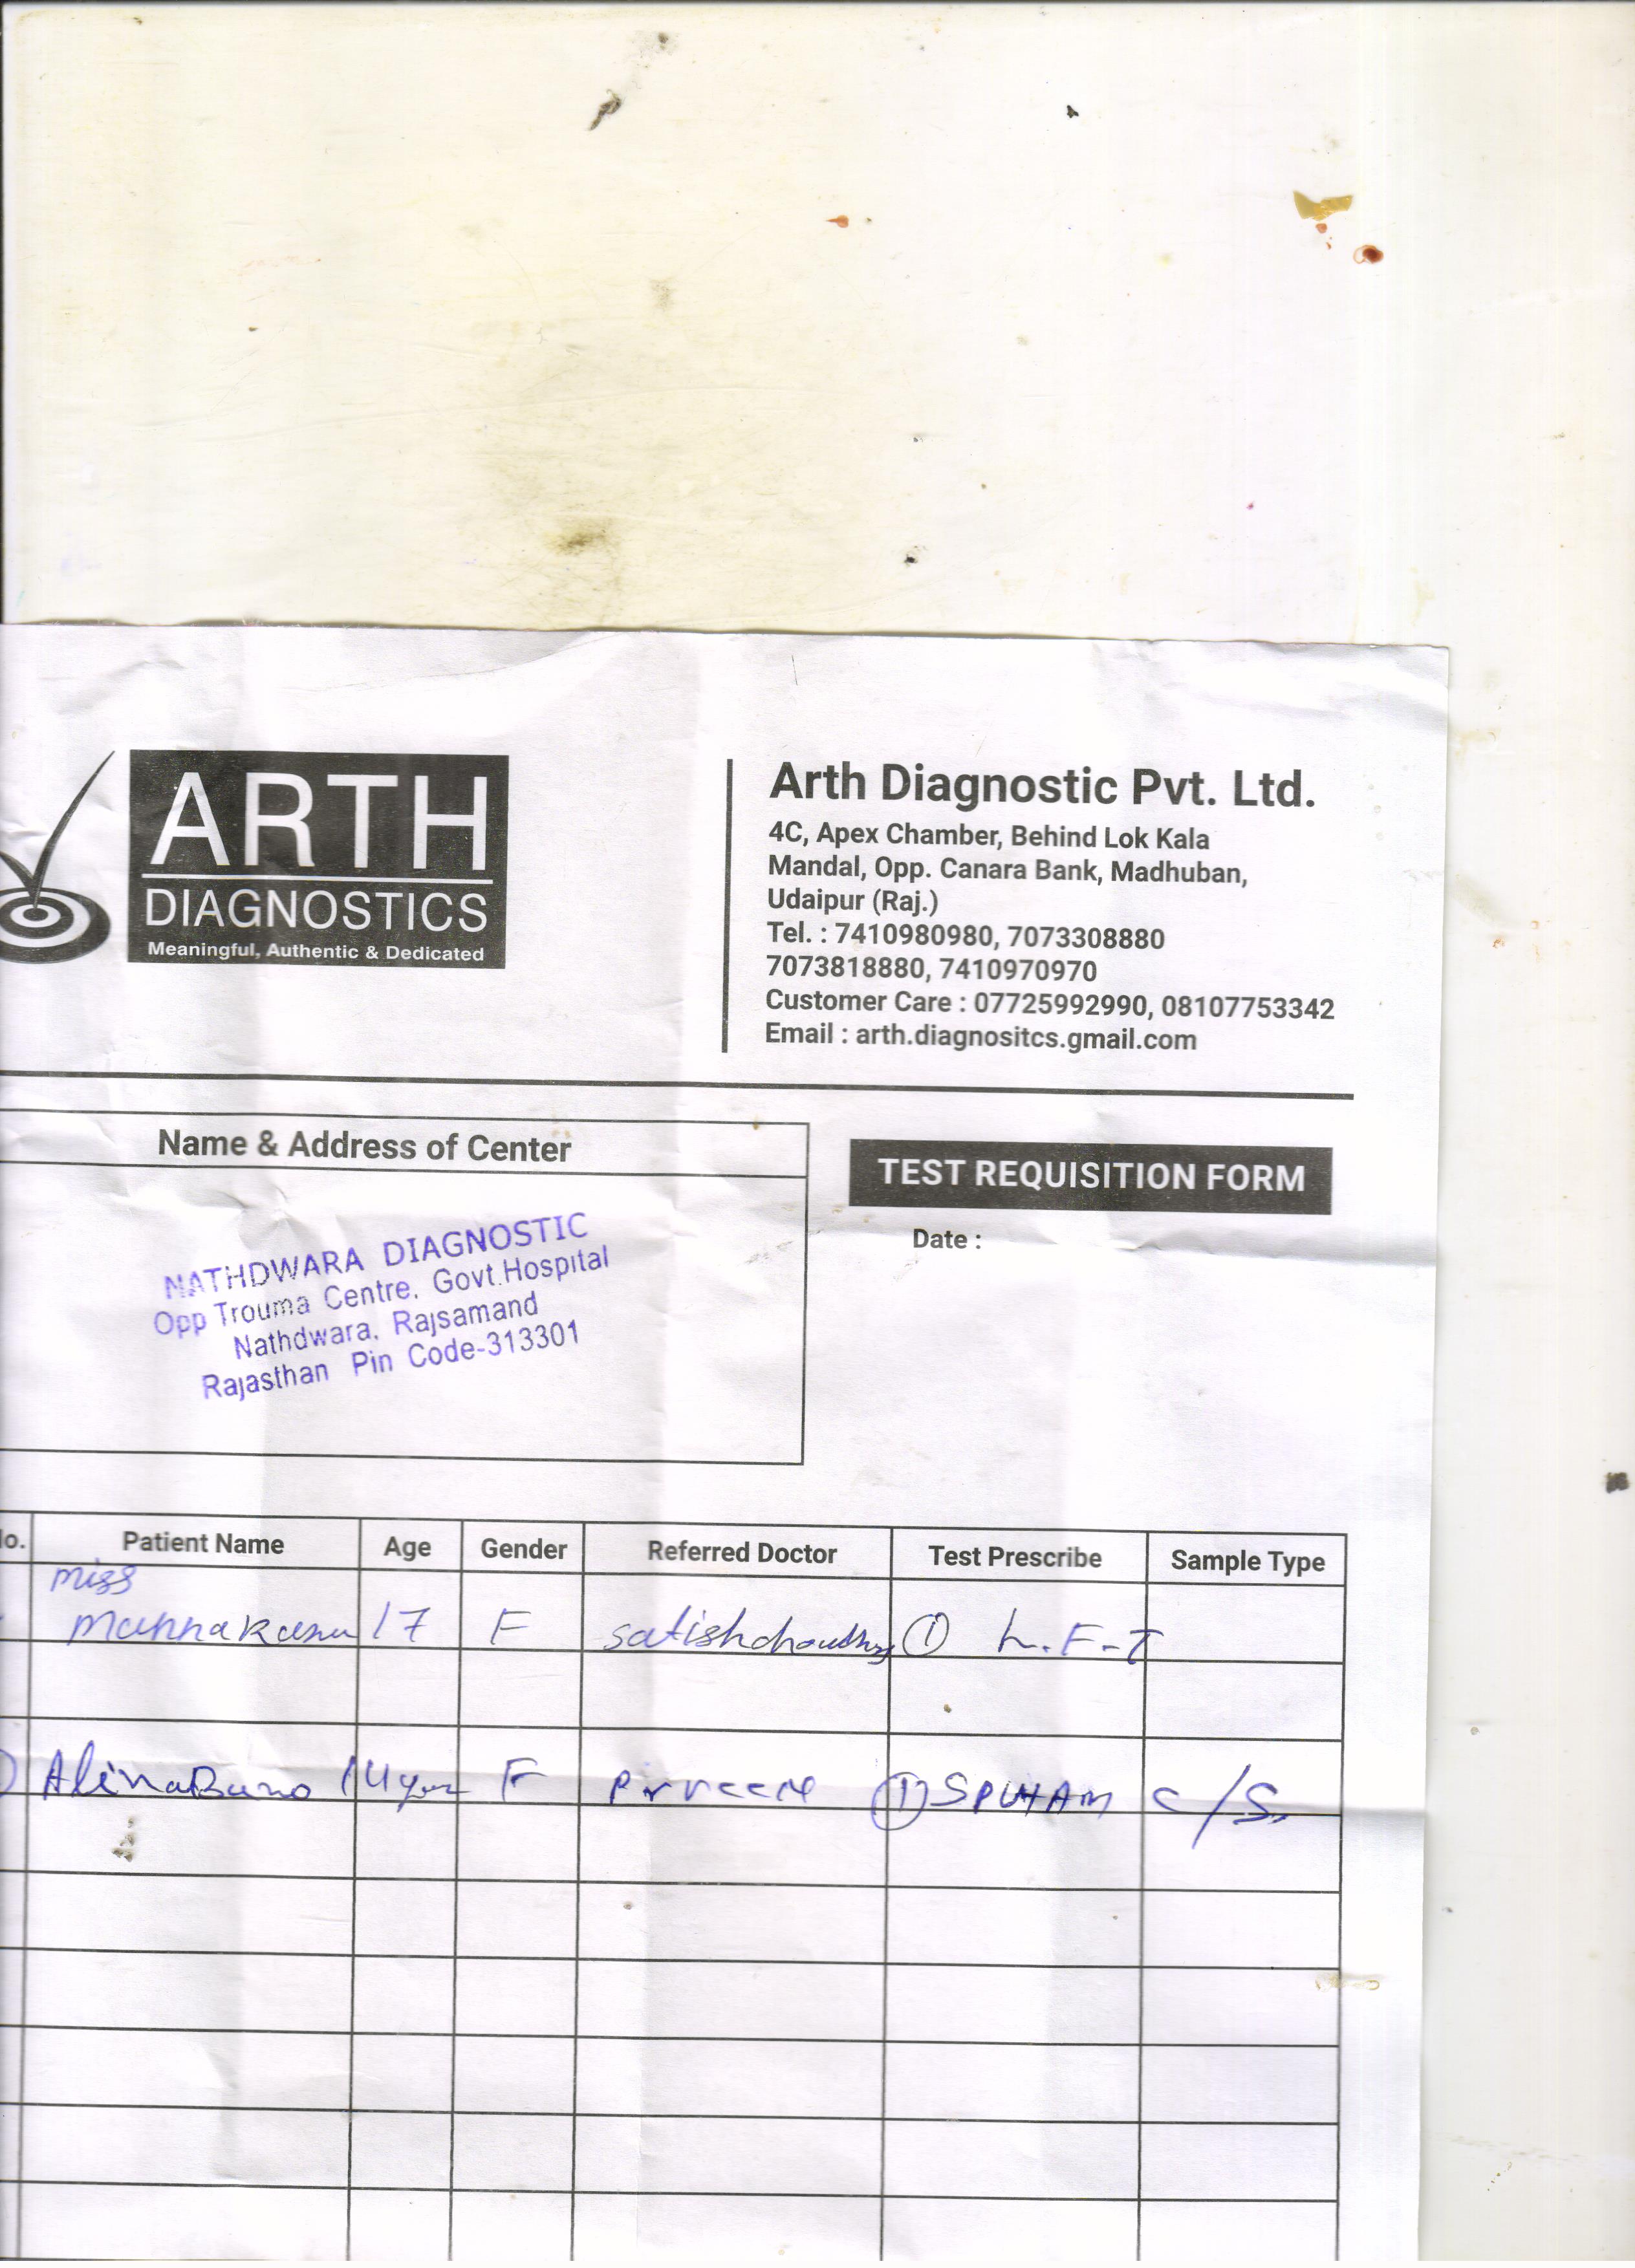 ARTH
DIAGNOSTICS
Meaningful, Authentic & Dedicated
Arth Diagnostic Pvt. Ltd.
4C, Apex Chamber, Behind Lok Kala
Mandal, Opp. Canara Bank, Madhuban,
Udaipur (Raj.)
Tel. : 7410980980, 7073308880
7073818880, 7410970970
Customer Care : 07725992990, 08107753342
Email : arth.diagnositcs.gmail.com
Name & Address of Center
TEST REQUISITION FORM
Date :
NATHDWARA DIAGNOSTIC
Opp Trouma Centre, Govt.Hospital
Nathdwara, Rajsamand
Rajasthan Pin Code-313301
Patient Name Age Gender Referred Doctor Test Prescribe Sample Type
miss
17 F satishchoudhry ① L.F-T
AlinaBano 14 F ① SPUTAM C/S